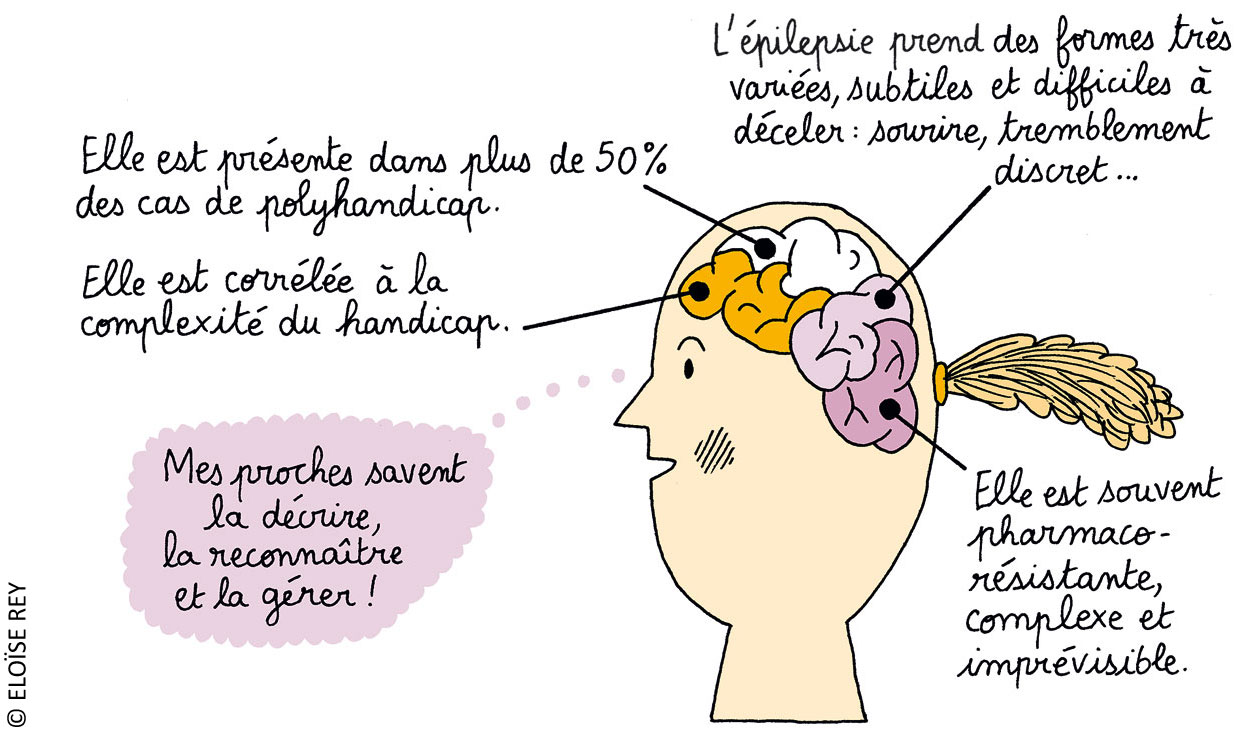 L'épilepsie prend des formes très
variées, subtiles et difficiles à
déceler : sourire, tremblement
discret...
Elle est présente dans plus de 50%
des cas de polyhandicap.
Elle est corrélée à la
complexité du handicap.
Mes proches savent
la décrire,
la reconnaître
et la gérer !
Elle est souvent
pharmaco-
résistante,
complexe et
imprévisible.
© ELOÏSE REY